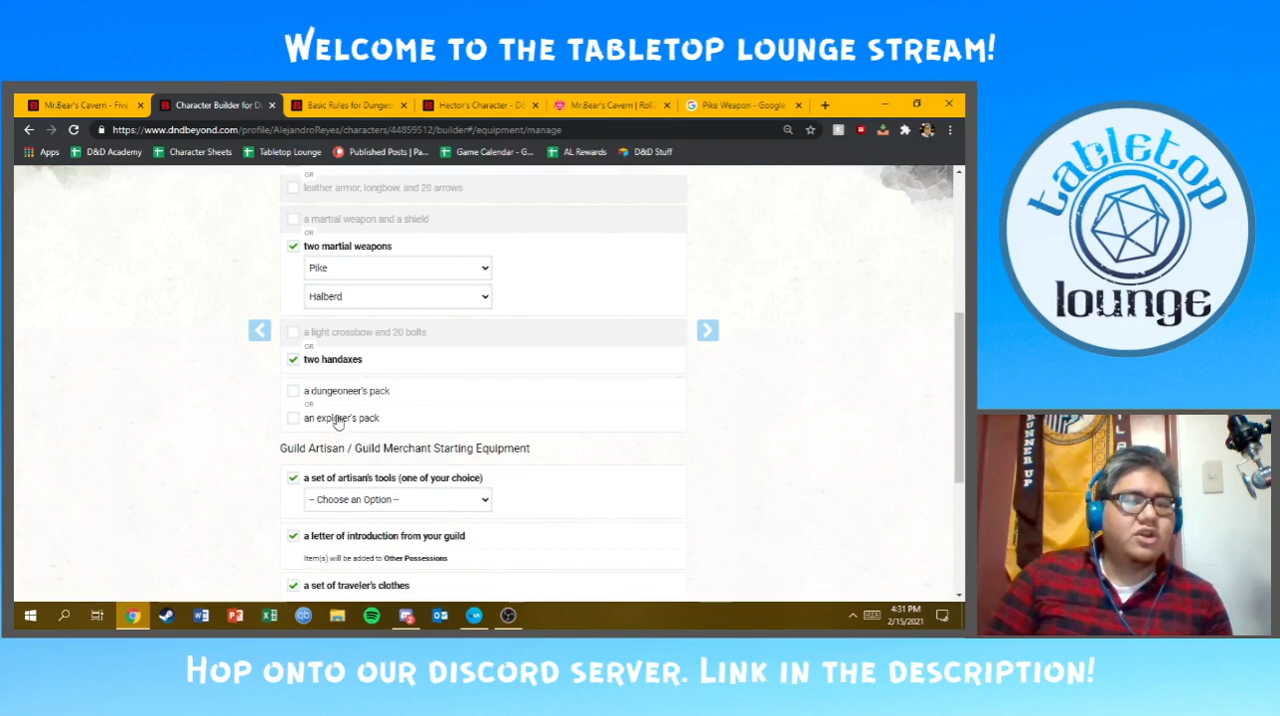 WELCOME TO THE TABLETOP LOUNGE STREAM!
Mr.Bear's Cavern - Five
Character Builder for D
Basic Rules for Dungeo
Hector's Character - D
Mr.Bear's Cavern | Roll
Pike Weapon - Google
https://www.dndbeyond.com/profile/AlejandroReyes/characters/44859512/builder#/equipment/manage
Apps
D&D Academy
Character Sheets
Tabletop Lounge
Published Posts | Pa...
Game Calendar - G...
AL Rewards
D&D Stuff
OR
leather armor, longbow, and 20 arrows
a martial weapon and a shield
OR
two martial weapons
Pike
Halberd
a light crossbow and 20 bolts
OR
two handaxes
a dungeoneer's pack
OR
an explorer's pack
Guild Artisan / Guild Merchant Starting Equipment
a set of artisan's tools (one of your choice)
-- Choose an Option --
a letter of introduction from your guild
Item(s) will be added to Other Possessions
a set of traveler's clothes
4:31 PM
2/15/2021
tabletop
lounge
RUNNER UP
HOP ONTO OUR DISCORD SERVER. LINK IN THE DESCRIPTION!